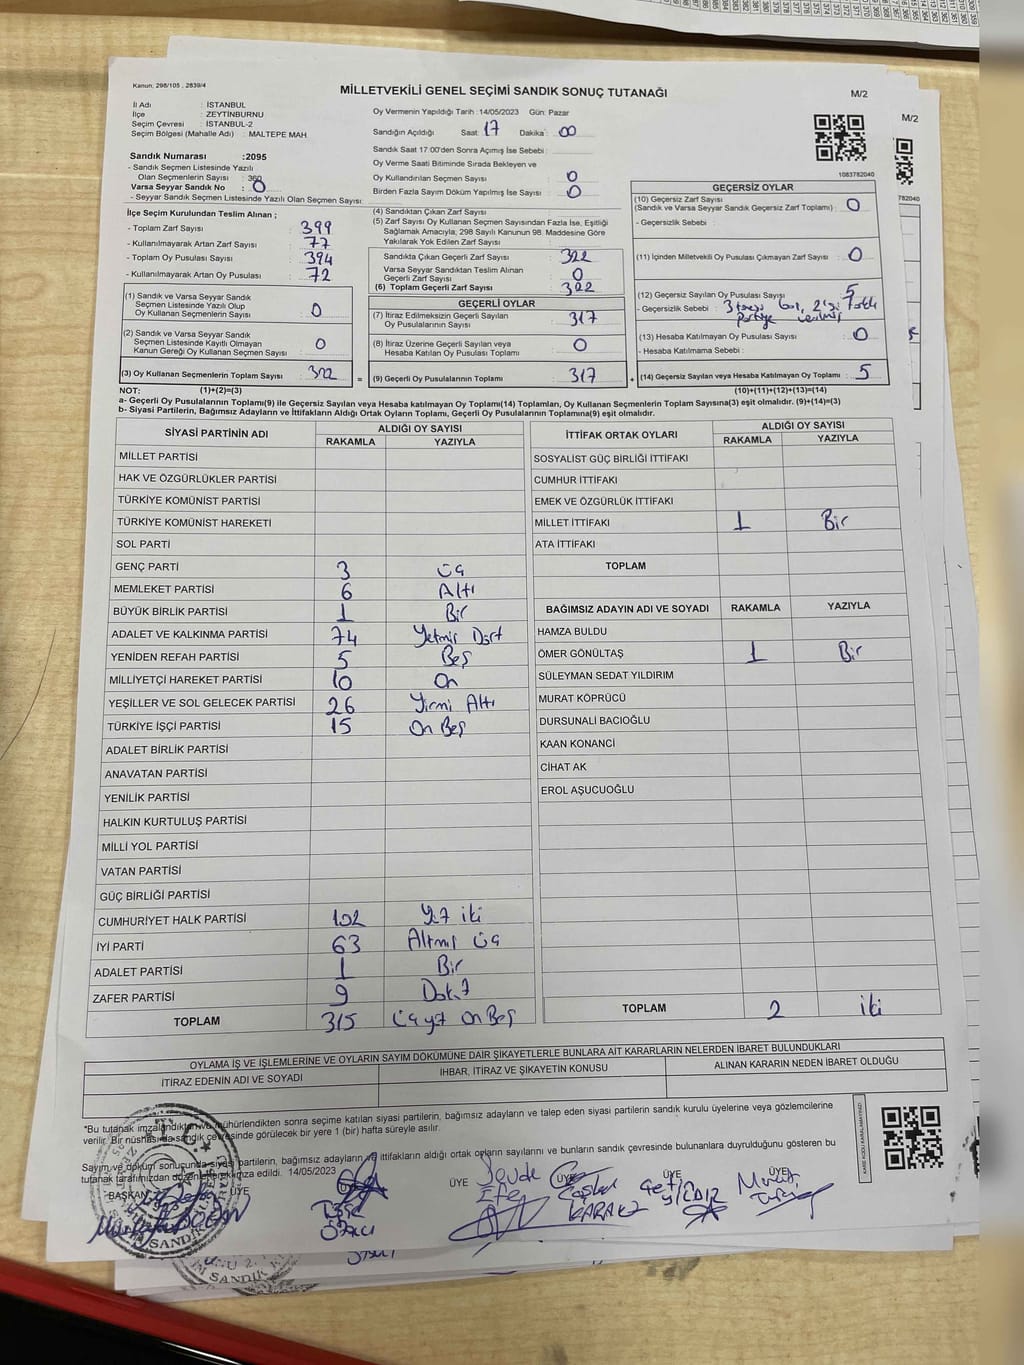 Kanun: 298/105 , 2839/4
MİLLETVEKİLİ GENEL SEÇİMİ SANDIK SONUÇ TUTANAĞI
M/2
M/2
İl Adı : İSTANBUL
İlçe : ZEYTİNBURNU
Seçim Çevresi : İSTANBUL-2
Seçim Bölgesi (Mahalle Adı) : MALTEPE MAH.
Oy Vermenin Yapıldığı Tarih : 14/05/2023 Gün: Pazar
Sandığın Açıldığı Saat 17 Dakika : 00
Sandık Saat 17:00'den Sonra Açımış İse Sebebi :
Oy Verme Saati Bitiminde Sırada Bekleyen ve
Oy Kullandırılan Seçmen Sayısı : 0
Birden Fazla Sayım Döküm Yapılmış İse Sayısı : 0
1083782040
Sandık Numarası :2095
- Sandık Seçmen Listesinde Yazılı
Olan Seçmenlerin Sayısı : 360
Varsa Seyyar Sandık No : 0
- Seyyar Sandık Seçmen Listesinde Yazılı Olan Seçmen Sayısı:
İlçe Seçim Kurulundan Teslim Alınan ;
- Toplam Zarf Sayısı : 399
- Kullanılmayarak Artan Zarf Sayısı : 77
- Toplam Oy Pusulası Sayısı : 394
- Kullanılmayarak Artan Oy Pusulası : 72
(1) Sandık ve Varsa Seyyar Sandık
Seçmen Listesinde Yazılı Olup
Oy Kullanan Seçmenlerin Sayısı : 0
(2) Sandık ve Varsa Seyyar Sandık
Seçmen Listesinde Kayıtlı Olmayan
Kanun Gereği Oy Kullanan Seçmen Sayısı : 0
(3) Oy Kullanan Seçmenlerin Toplam Sayısı : 322
(4) Sandıktan Çıkan Zarf Sayısı :
(5) Zarf Sayısı Oy Kullanan Seçmen Sayısından Fazla İse, Eşitliği
Sağlamak Amacıyla; 298 Sayılı Kanunun 98. Maddesine Göre
Yakılarak Yok Edilen Zarf Sayısı :
Sandıkta Çıkan Geçerli Zarf Sayısı : 322
Varsa Seyyar Sandıktan Teslim Alınan
Geçerli Zarf Sayısı : 0
(6) Toplam Geçerli Zarf Sayısı : 322
GEÇERLİ OYLAR
(7) İtiraz Edilmeksizin Geçerli Sayılan
Oy Pusulalarının Sayısı : 317
(8) İtiraz Üzerine Geçerli Sayılan veya
Hesaba Katılan Oy Pusulası Toplamı : 0
= (9) Geçerli Oy Pusulalarının Toplamı : 317
GEÇERSİZ OYLAR
(10) Geçersiz Zarf Sayısı
(Sandık ve Varsa Seyyar Sandık Geçersiz Zarf Toplamı) : 0
- Geçersizlik Sebebi :
(11) İçinden Milletvekili Oy Pusulası Çıkmayan Zarf Sayısı : 0
(12) Geçersiz Sayılan Oy Pusulası Sayısı : 5
- Geçersizlik Sebebi : 3 tanesi boş, 2'si farklı
partiye verilmiş
(13) Hesaba Katılmayan Oy Pusulası Sayısı : 0
- Hesaba Katılmama Sebebi :
+ (14) Geçersiz Sayılan veya Hesaba Katılmayan Oy Toplamı : 5
NOT: (1)+(2)=(3) (10)+(11)+(12)+(13)=(14)
a- Geçerli Oy Pusulalarının Toplamı(9) ile Geçersiz Sayılan veya Hesaba katılmayan Oy Toplamı(14) Toplamları, Oy Kullanan Seçmenlerin Toplam Sayısına(3) eşit olmalıdır. (9)+(14)=(3)
b- Siyasi Partilerin, Bağımsız Adayların ve İttifakların Aldığı Ortak Oyların Toplamı, Geçerli Oy Pusulalarının Toplamına(9) eşit olmalıdır.
SİYASİ PARTİNİN ADI ALDIĞI OY SAYISI
RAKAMLA YAZIYLA
MİLLET PARTİSİ
HAK VE ÖZGÜRLÜKLER PARTİSİ
TÜRKİYE KOMÜNİST PARTİSİ
TÜRKİYE KOMÜNİST HAREKETİ
SOL PARTİ
GENÇ PARTİ 3 üç
MEMLEKET PARTİSİ 6 Altı
BÜYÜK BİRLİK PARTİSİ 1 Bir
ADALET VE KALKINMA PARTİSİ 74 Yetmiş Dört
YENİDEN REFAH PARTİSİ 5 Beş
MİLLİYETÇİ HAREKET PARTİSİ 10 On
YEŞİLLER VE SOL GELECEK PARTİSİ 26 Yirmi Altı
TÜRKİYE İŞÇİ PARTİSİ 15 On Beş
ADALET BİRLİK PARTİSİ
ANAVATAN PARTİSİ
YENİLİK PARTİSİ
HALKIN KURTULUŞ PARTİSİ
MİLLİ YOL PARTİSİ
VATAN PARTİSİ
GÜÇ BİRLİĞİ PARTİSİ
CUMHURİYET HALK PARTİSİ 102 Yüz iki
İYİ PARTİ 63 Altmış üç
ADALET PARTİSİ 1 Bir
ZAFER PARTİSİ 9 Dokuz
TOPLAM 315 üçyüz OnBeş
İTTİFAK ORTAK OYLARI ALDIĞI OY SAYISI
RAKAMLA YAZIYLA
SOSYALİST GÜÇ BİRLİĞİ İTTİFAKI
CUMHUR İTTİFAKI
EMEK VE ÖZGÜRLÜK İTTİFAKI
MİLLET İTTİFAKI 1 Bir
ATA İTTİFAKI
TOPLAM
BAĞIMSIZ ADAYIN ADI VE SOYADI RAKAMLA YAZIYLA
HAMZA BULDU
ÖMER GÖNÜLTAŞ 1 Bir
SÜLEYMAN SEDAT YILDIRIM
MURAT KÖPRÜCÜ
DURSUNALİ BACIOĞLU
KAAN KONANCİ
CİHAT AK
EROL AŞUCUOĞLU
TOPLAM 2 iki
OYLAMA İŞ VE İŞLEMLERİNE VE OYLARIN SAYIM DÖKÜMÜNE DAİR ŞİKAYETLERLE BUNLARA AİT KARARLARIN NELERDEN İBARET BULUNDUKLARI
İTİRAZ EDENİN ADI VE SOYADI İHBAR, İTİRAZ VE ŞİKAYETİN KONUSU ALINAN KARARIN NEDEN İBARET OLDUĞU
*Bu tutanak imzalandıktan ve mühürlendikten sonra seçime katılan siyasi partilerin, bağımsız adayların ve talep eden siyasi partilerin sandık kurulu üyelerine veya gözlemcilerine
verilir. Bir nüshası da sandık çevresinde görülecek bir yere 1 (bir) hafta süreyle asılır.
Sayım ve döküm sonucunda siyasi partilerin, bağımsız adayların ve ittifakların aldığı ortak oyların sayılarını ve bunların sandık çevresinde bulunanlara duyrulduğunu gösteren bu
tutanak tarafımızdan düzenlenerek imza edildi. 14/05/2023
BAŞKAN ÜYE ÜYE ÜYE ÜYE ÜYE ÜYE
Sevde
Efe
Coşkun
KARAKZ
Çetin
YILDIZ
KARE KODU KARALAMAYINIZ!